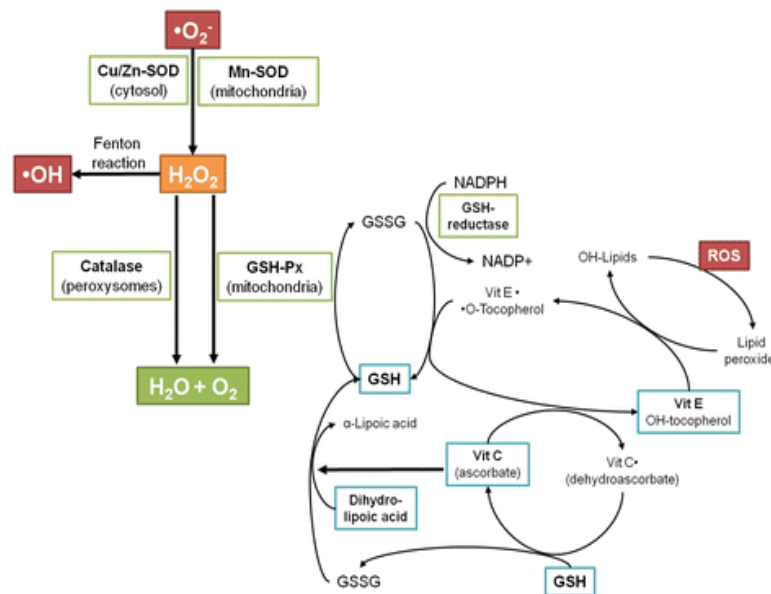 •O₂⁻
Cu/Zn-SOD
(cytosol)
Mn-SOD
(mitochondria)
Fenton
reaction
•OH
H₂O₂
NADPH
GSH-
reductase
GSSG
NADP+
OH-Lipids
ROS
Catalase
(peroxysomes)
GSH-Px
(mitochondria)
Vit E •
•O-Tocopherol
Lipid
peroxide
H₂O + O₂
GSH
Vit E
OH-tocopherol
α-Lipoic acid
Vit C
(ascorbate)
Vit C•
(dehydroascorbate)
Dihydro-
lipoic acid
GSSG
GSH